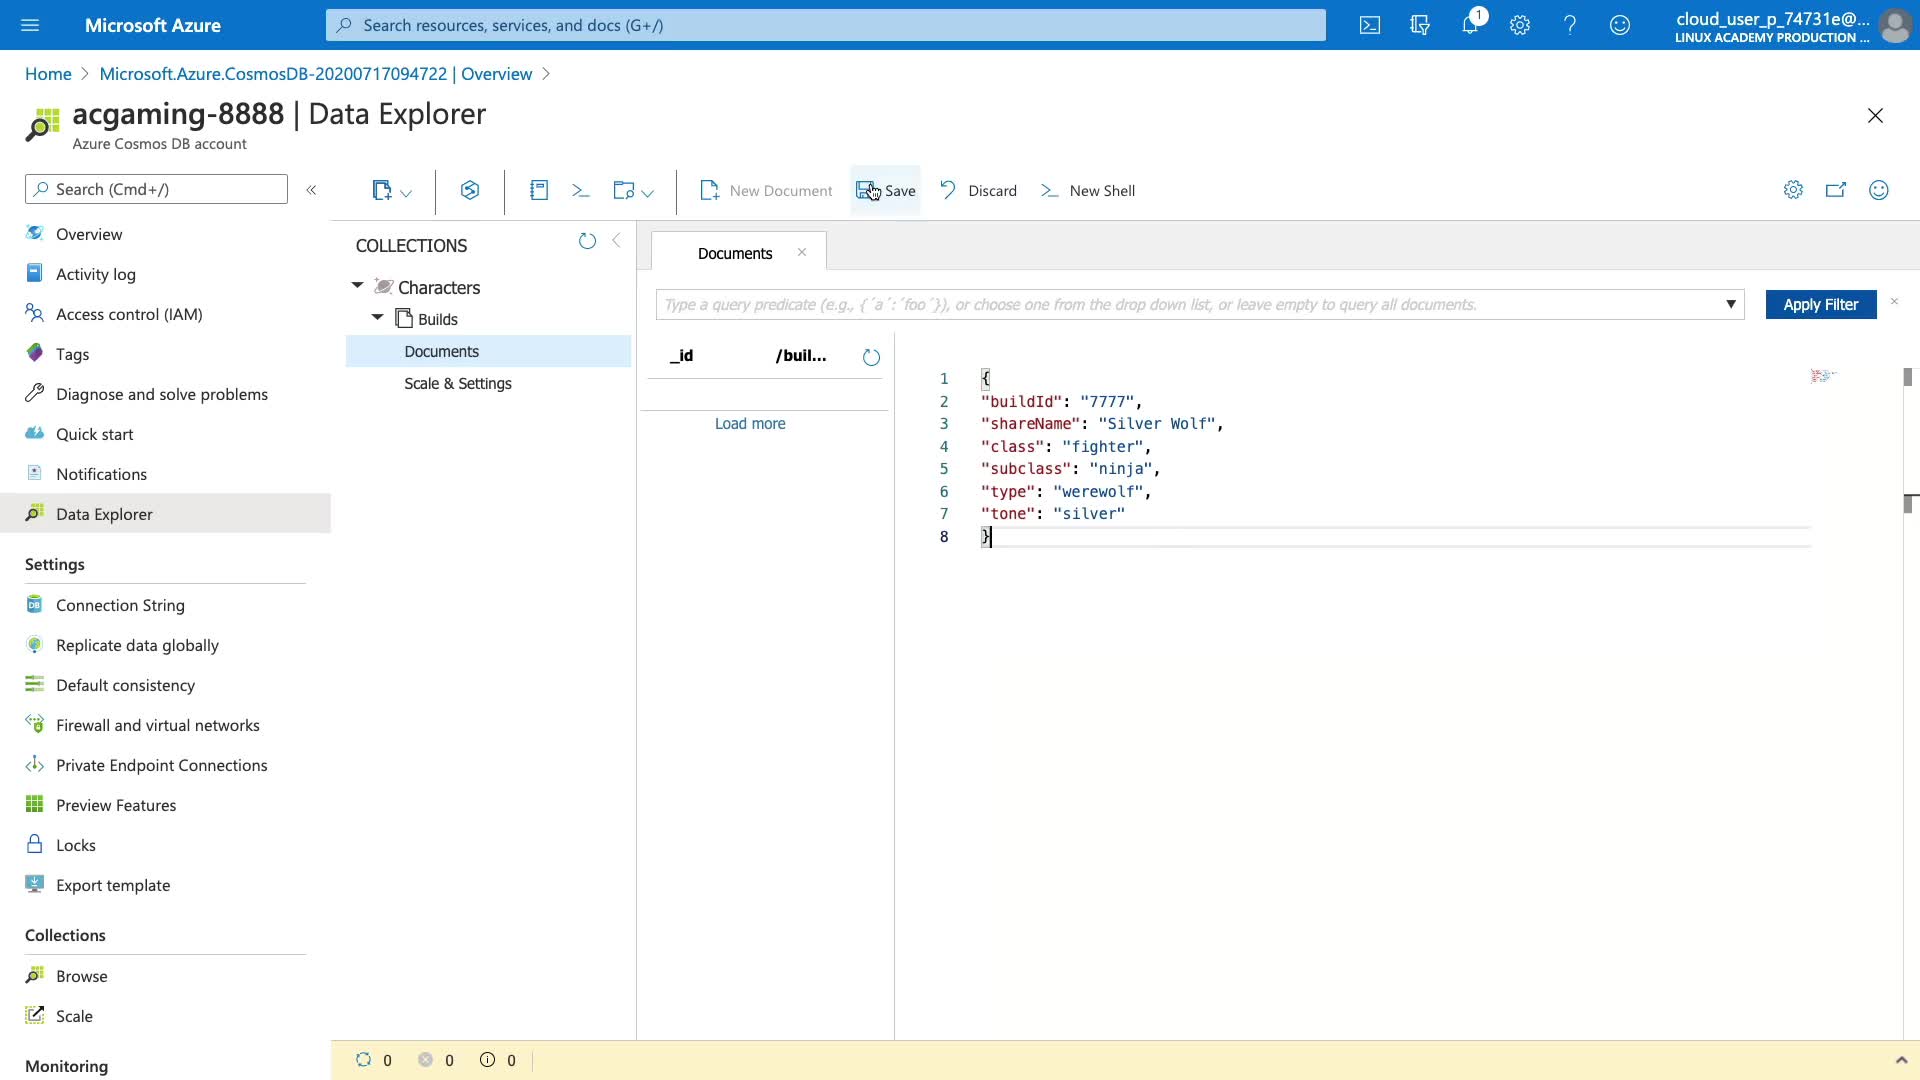 Microsoft Azure
Search resources, services, and docs (G+/)
1
cloud_user_p_74731e@...
LINUX ACADEMY PRODUCTION ...
Home > Microsoft.Azure.CosmosDB-20200717094722 | Overview >
acgaming-8888 | Data Explorer
Azure Cosmos DB account
Search (Cmd+/)
«
New Document
Save
Discard
New Shell
Overview
Activity log
Access control (IAM)
Tags
Diagnose and solve problems
Quick start
Notifications
Data Explorer
Settings
Connection String
Replicate data globally
Default consistency
Firewall and virtual networks
Private Endpoint Connections
Preview Features
Locks
Export template
Collections
Browse
Scale
Monitoring
COLLECTIONS
Characters
Builds
Documents
Scale & Settings
Documents
Type a query predicate (e.g., {´a´:´foo´}), or choose one from the drop down list, or leave empty to query all documents.
Apply Filter
_id /buil...
Load more
1 {
2 "buildId": "7777",
3 "shareName": "Silver Wolf",
4 "class": "fighter",
5 "subclass": "ninja",
6 "type": "werewolf",
7 "tone": "silver"
8 }
0 0 0